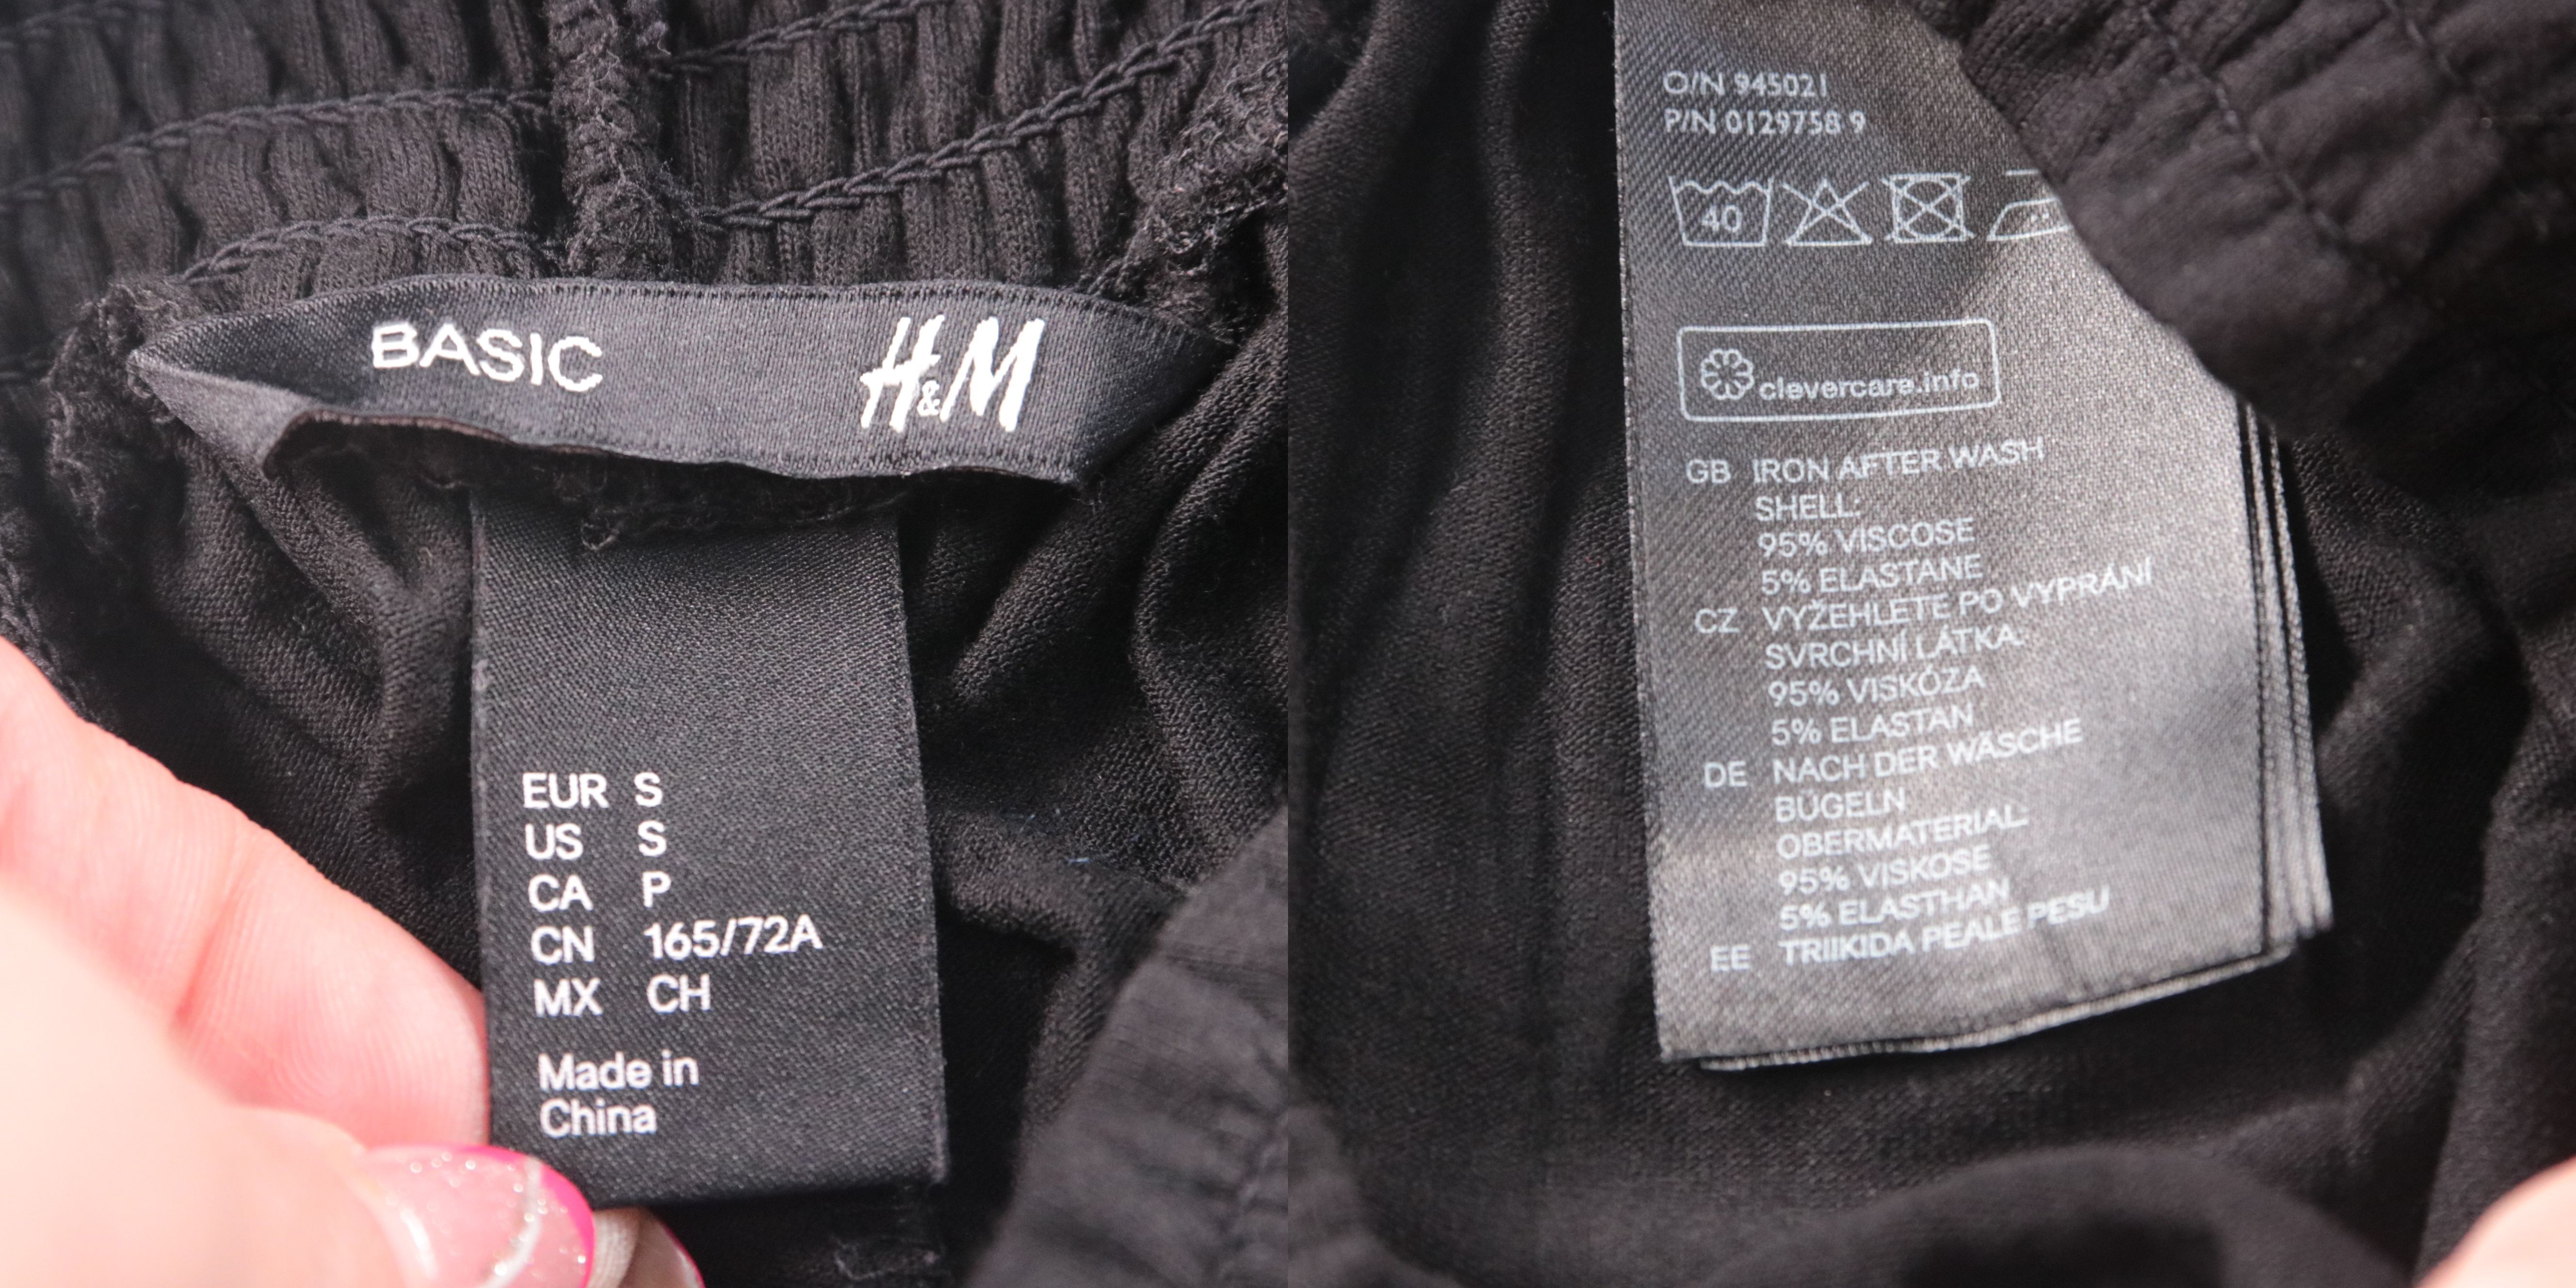 BASIC H&M
EUR S
US S
CA P
CN 165/72A
MX CH
Made in
China
O/N 945021
P/N 0129758 9
40
clevercare.info
GB IRON AFTER WASH
SHELL:
95% VISCOSE
5% ELASTANE
CZ VYŽEHLETE PO VYPRÁNÍ
SVRCHNÍ LÁTKA:
95% VISKÓZA
5% ELASTAN
DE NACH DER WÄSCHE
BÜGELN
OBERMATERIAL:
95% VISKOSE
5% ELASTHAN
EE TRIIKIDA PEALE PESU